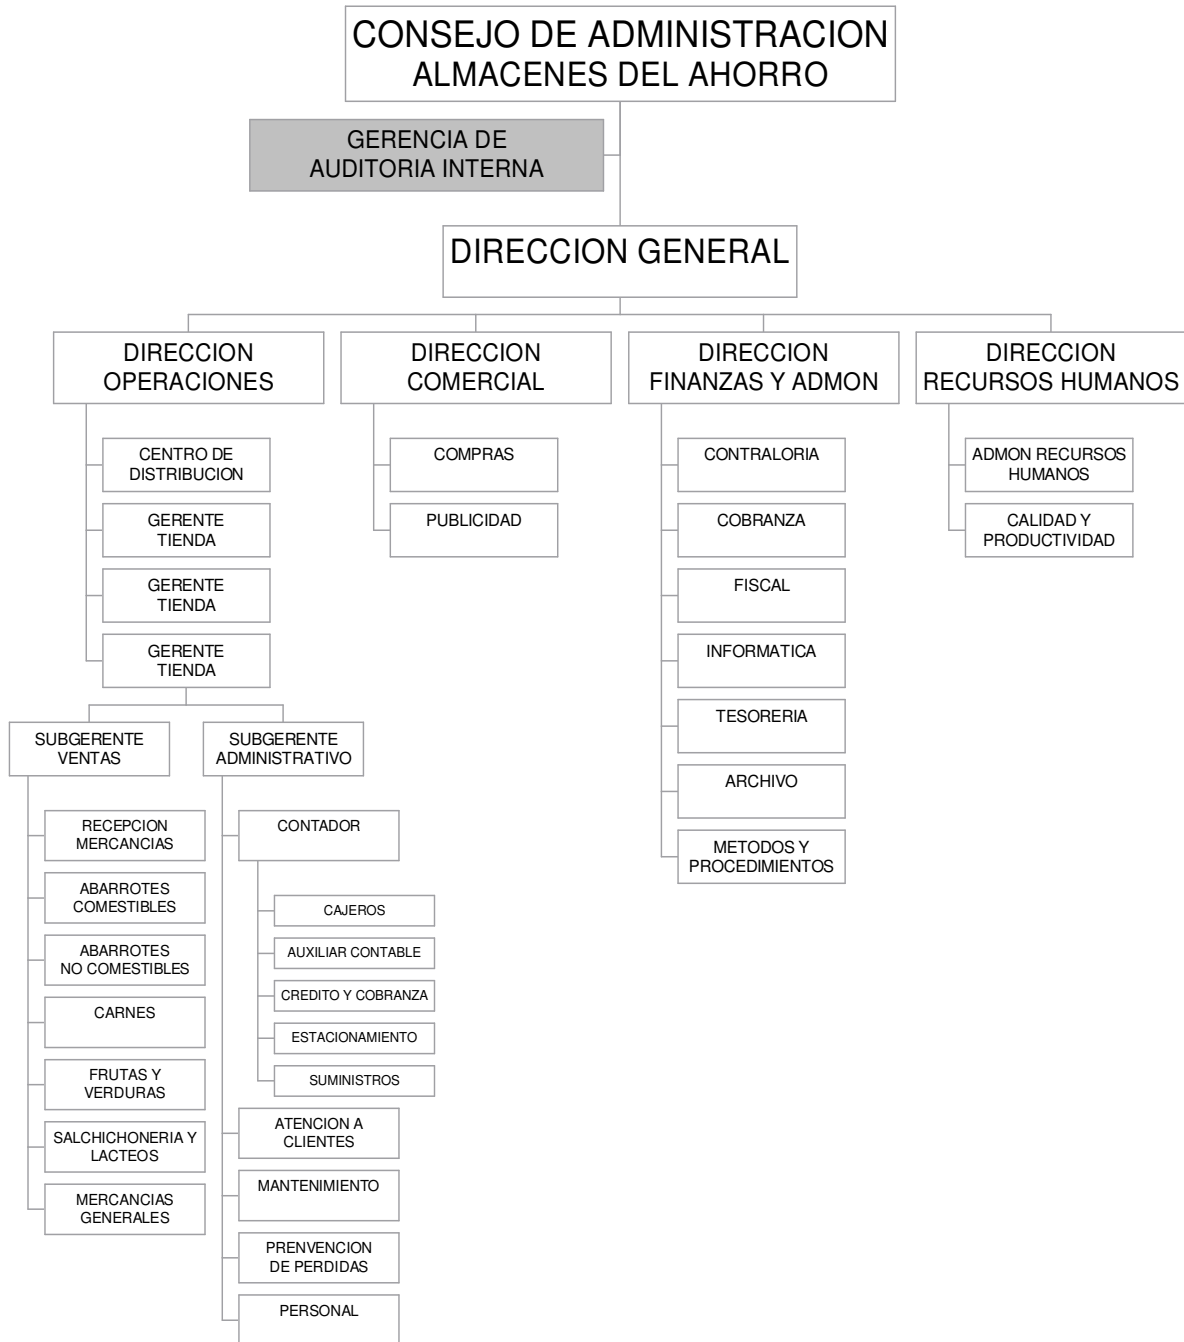 CONSEJO DE ADMINISTRACION
ALMACENES DEL AHORRO
GERENCIA DE
AUDITORIA INTERNA
DIRECCION GENERAL
DIRECCION
OPERACIONES
DIRECCION
COMERCIAL
DIRECCION
FINANZAS Y ADMON
DIRECCION
RECURSOS HUMANOS
CENTRO DE
DISTRIBUCION
GERENTE
TIENDA
GERENTE
TIENDA
GERENTE
TIENDA
SUBGERENTE
VENTAS
RECEPCION
MERCANCIAS
ABARROTES
COMESTIBLES
ABARROTES
NO COMESTIBLES
CARNES
FRUTAS Y
VERDURAS
SALCHICHONERIA Y
LACTEOS
MERCANCIAS
GENERALES
SUBGERENTE
ADMINISTRATIVO
CONTADOR
CAJEROS
AUXILIAR CONTABLE
CREDITO Y COBRANZA
ESTACIONAMIENTO
SUMINISTROS
ATENCION A
CLIENTES
MANTENIMIENTO
PRENVENCION
DE PERDIDAS
PERSONAL
COMPRAS
PUBLICIDAD
CONTRALORIA
COBRANZA
FISCAL
INFORMATICA
TESORERIA
ARCHIVO
METODOS Y
PROCEDIMIENTOS
ADMON RECURSOS
HUMANOS
CALIDAD Y
PRODUCTIVIDAD